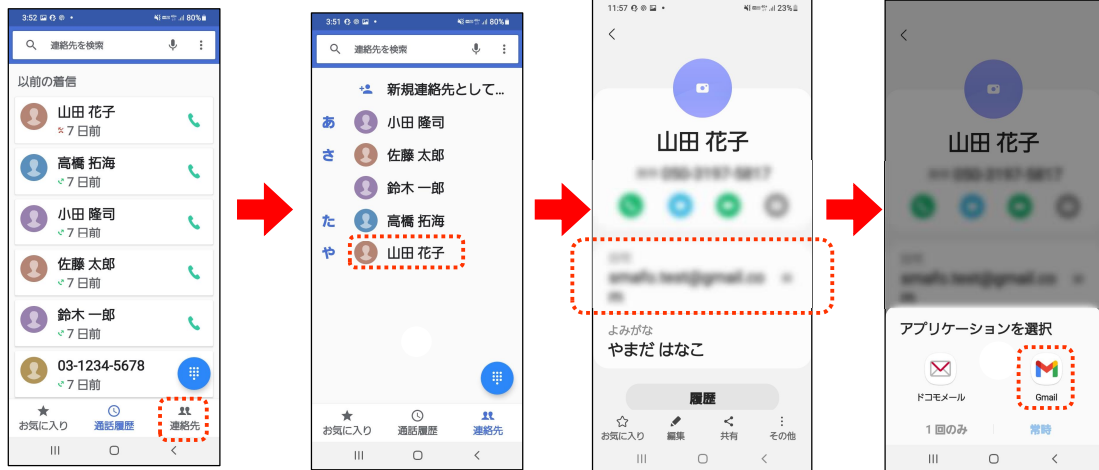 3:52
80%
連絡先を検索
以前の着信
山田 花子
7 日前
高橋 拓海
7 日前
小田 隆司
7 日前
佐藤 太郎
7 日前
鈴木 一郎
7 日前
03-1234-5678
7 日前
お気に入り 通話履歴 連絡先
3:51
80%
連絡先を検索
新規連絡先として...
あ 小田 隆司
さ 佐藤 太郎
鈴木 一郎
た 高橋 拓海
や 山田 花子
お気に入り 通話履歴 連絡先
11:57
23%
山田 花子
よみがな
やまだ はなこ
履歴
お気に入り 編集 共有 その他
山田 花子
アプリケーションを選択
ドコモメール Gmail
1 回のみ 常時